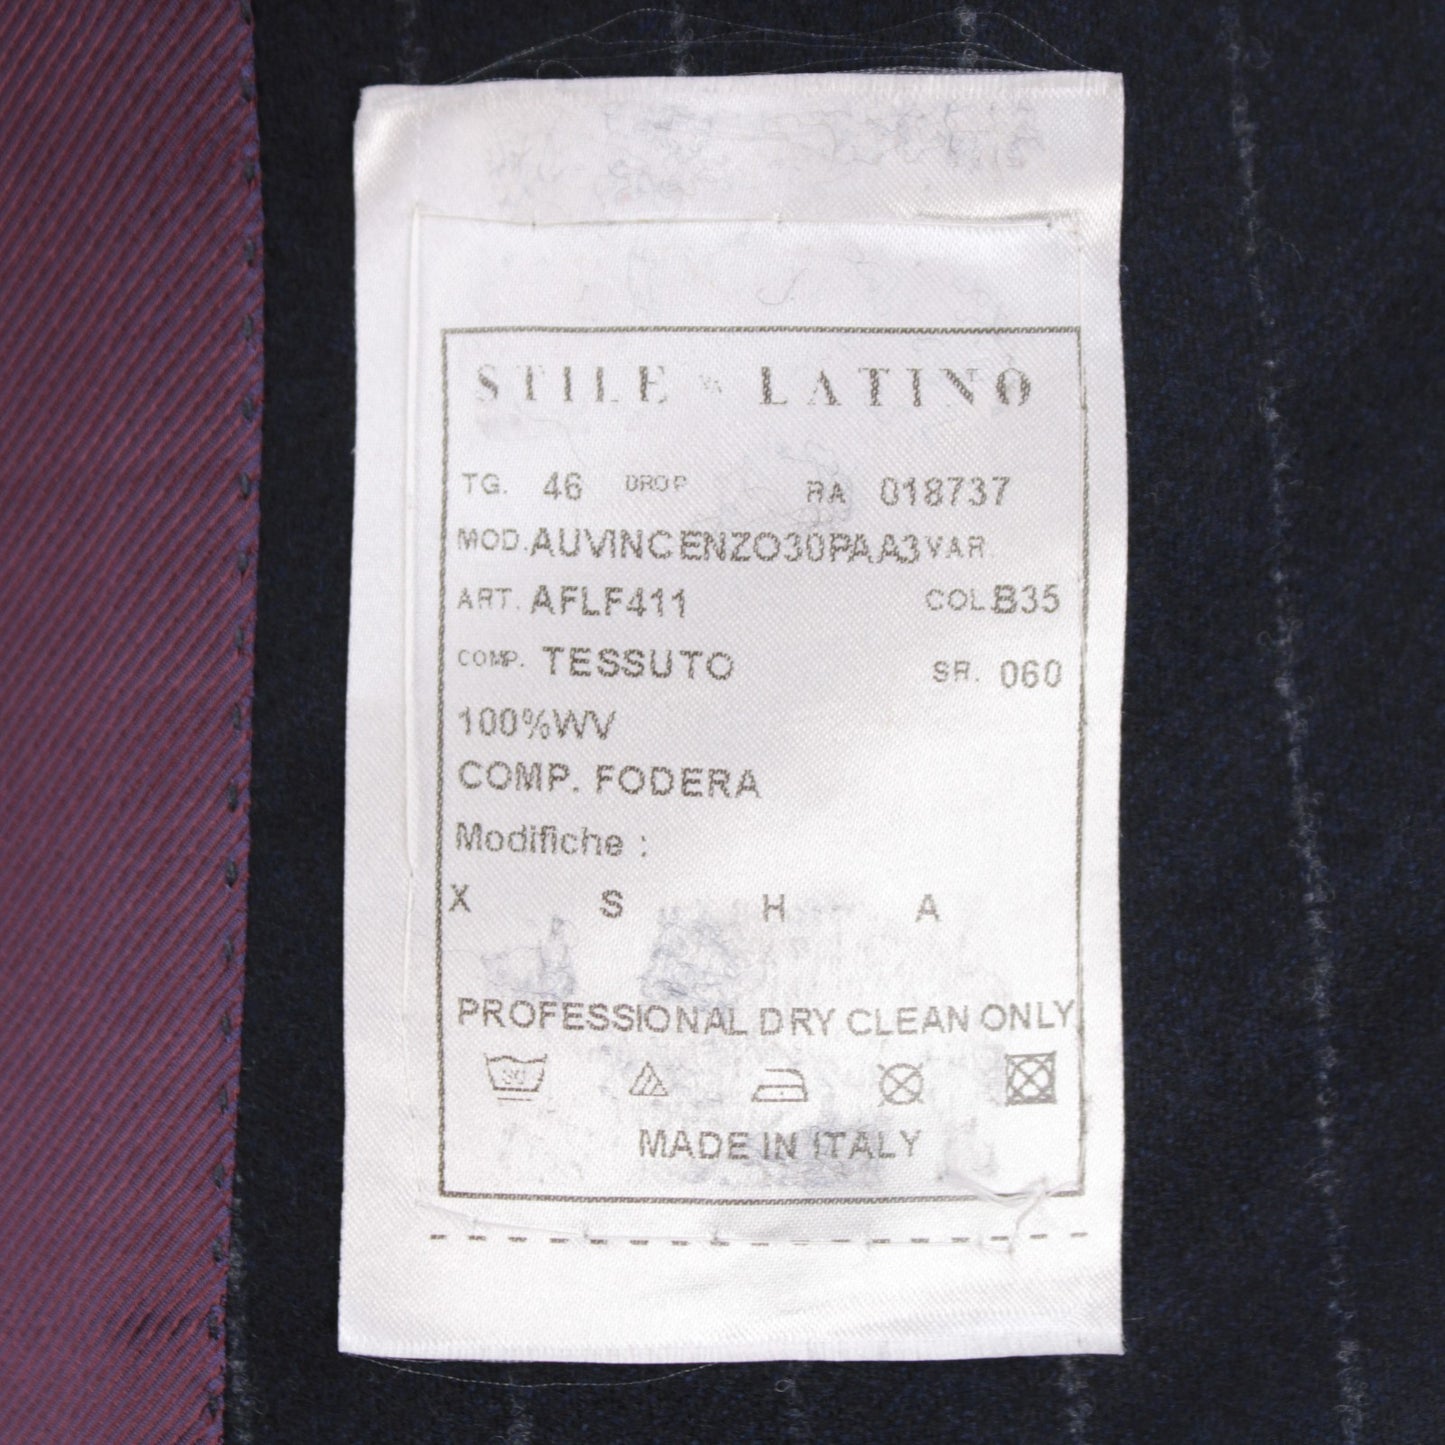 STILE LATINO
TG. 46 DROP RA 018737
MOD. AUVINCENZO30PAA3 VAR
ART. AFLF411 COL. B35
COMP. TESSUTO SR. 060
100%WV
COMP. FODERA
Modifiche :
X S H A
PROFESSIONAL DRY CLEAN ONLY
30
MADE IN ITALY